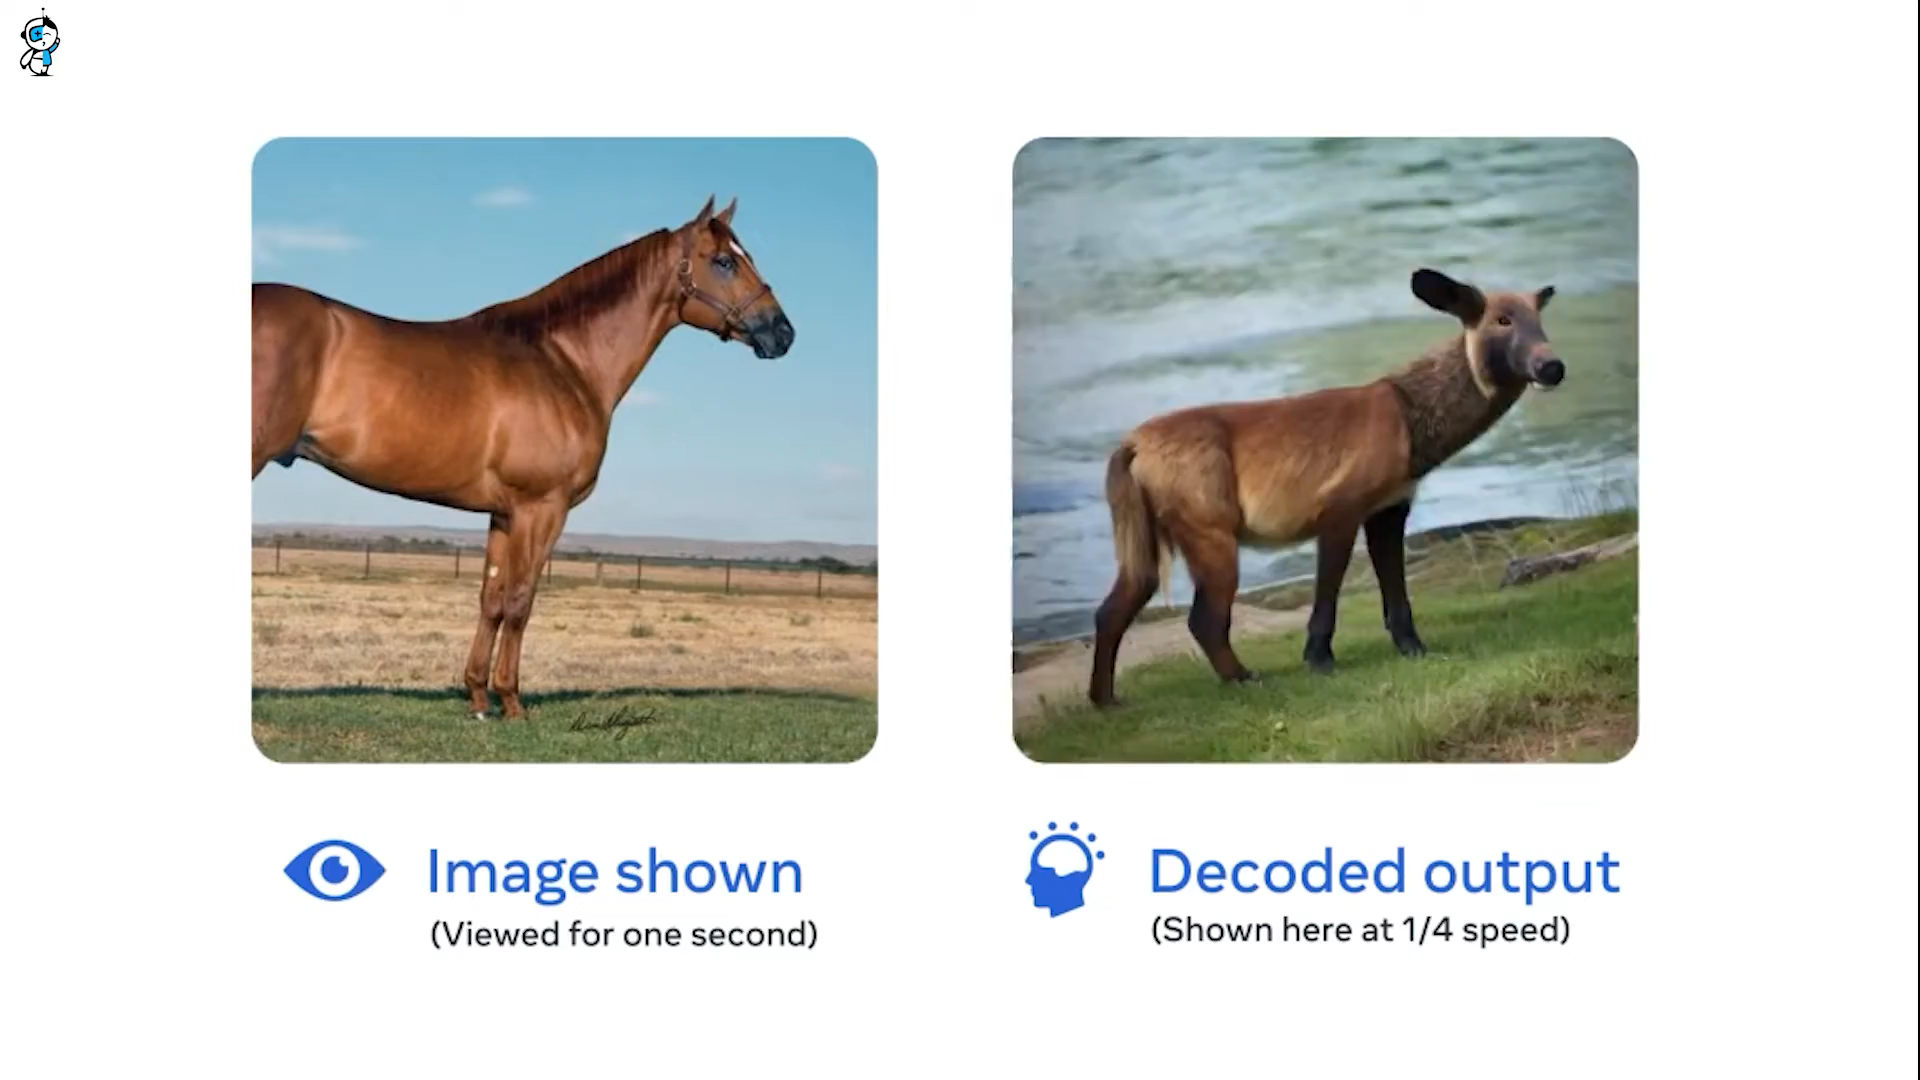 Image shown
(Viewed for one second)
Decoded output
(Shown here at 1/4 speed)